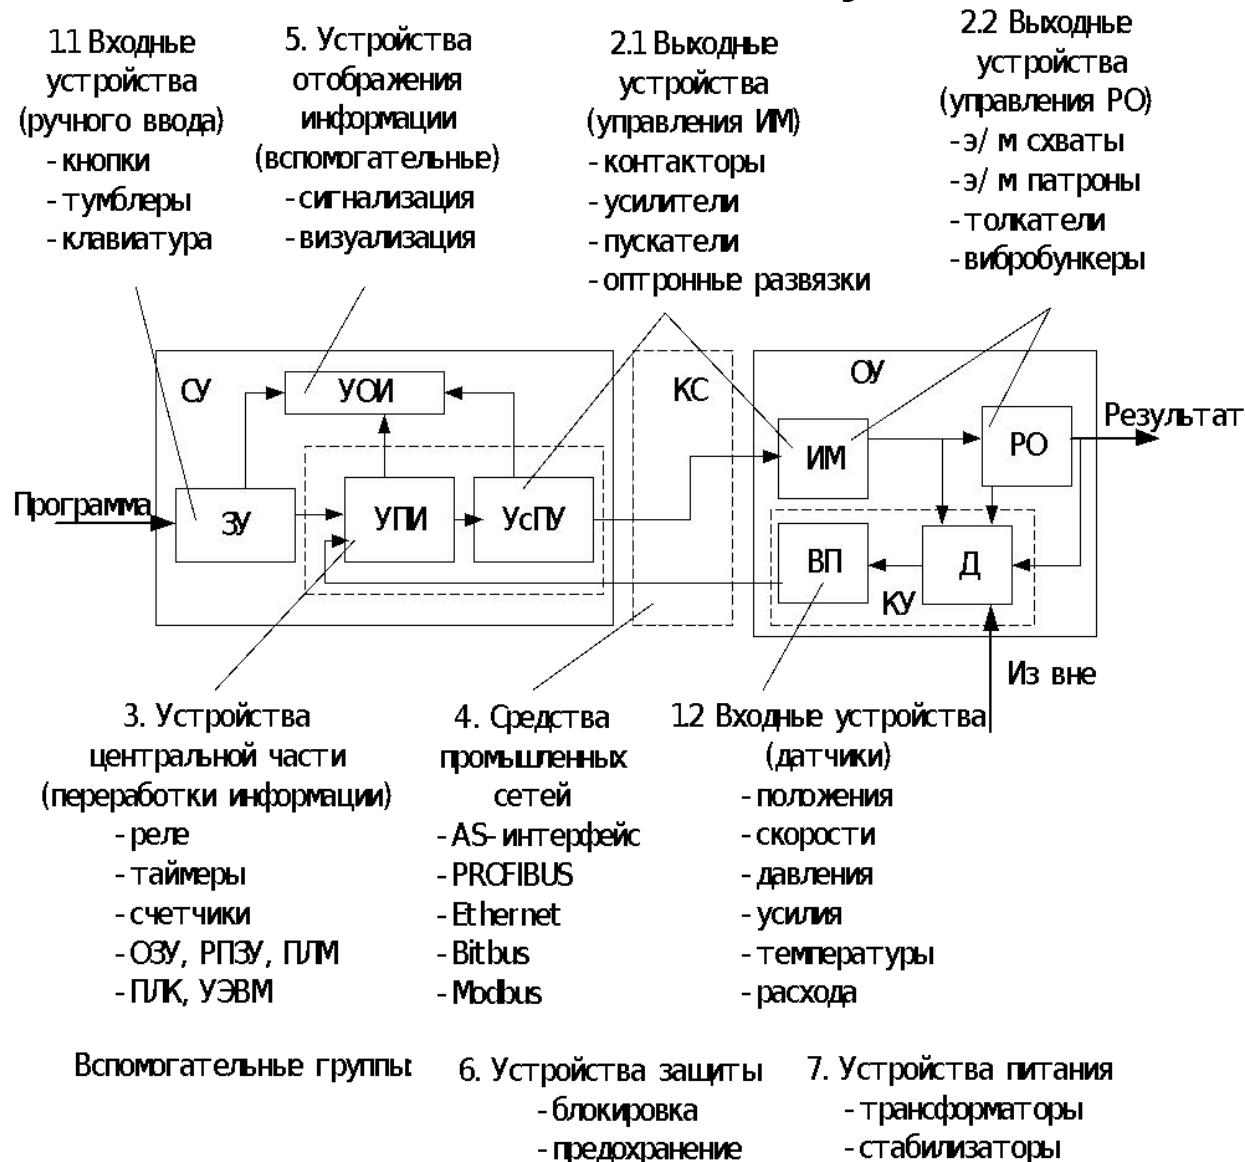 1.1 Входные
устройства
(ручного ввода)
- кнопки
- тумблеры
- клавиатура
5. Устройства
отображения
информации
(вспомогательные)
- сигнализация
- визуализация
2.1 Выходные
устройства
(управления ИМ)
- контакторы
- усилители
- пускатели
- оптронные развязки
2.2 Выходные
устройства
(управления РО)
- э/м схваты
- э/м патроны
- толкатели
- вибробункеры
СУ
УОИ
КС
ОУ
ИМ
РО
Результат
Программа
ЗУ
УПИ
УсПУ
ВП
Д
КУ
Из вне
3. Устройства
центральной части
(переработки информации)
- реле
- таймеры
- счетчики
- ОЗУ, РПЗУ, ПЛМ
- ПЛК, УЭВМ
4. Средства
промышленных
сетей
- AS-интерфейс
- PROFIBUS
- Ethernet
- Bitbus
- Modbus
1.2 Входные устройства
(датчики)
- положения
- скорости
- давления
- усилия
- температуры
- расхода
Вспомогательные группы:
6. Устройства защиты
- блокировка
- предохранение
7. Устройства питания
- трансформаторы
- стабилизаторы